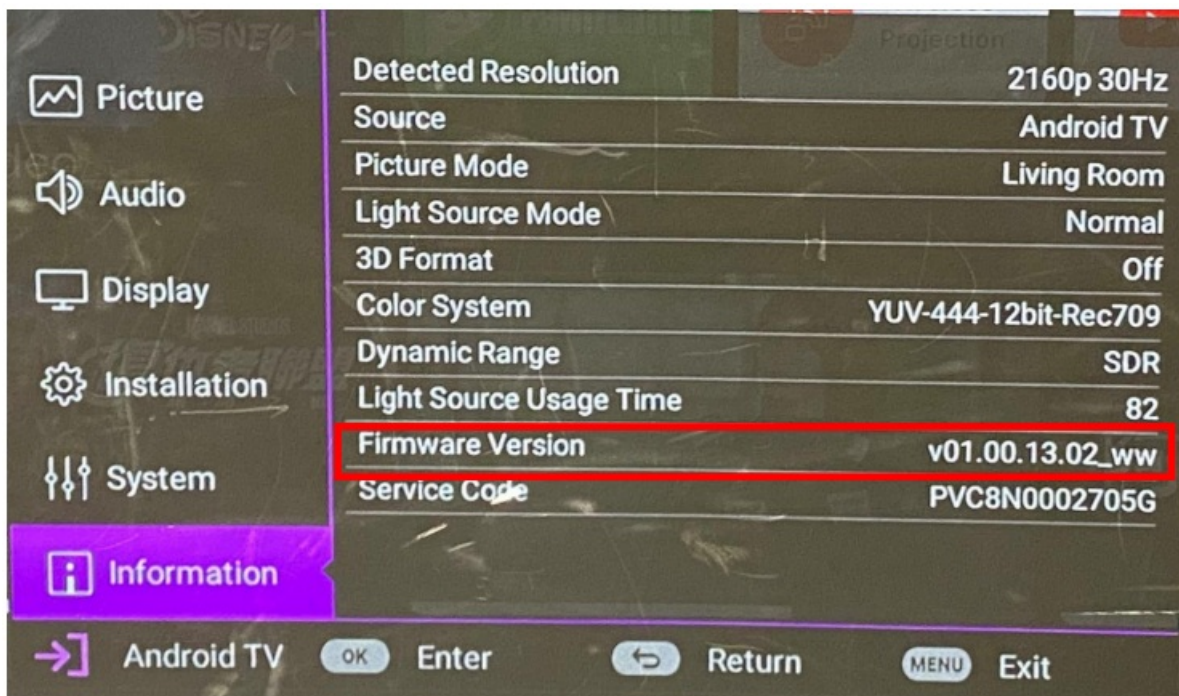 DISNEY+
Projection
Picture
Audio
Display
Installation
System
Information
Detected Resolution 2160p 30Hz
Source Android TV
Picture Mode Living Room
Light Source Mode Normal
3D Format Off
Color System YUV-444-12bit-Rec709
Dynamic Range SDR
Light Source Usage Time 82
Firmware Version v01.00.13.02_ww
Service Code PVC8N0002705G
Android TV OK Enter Return MENU Exit